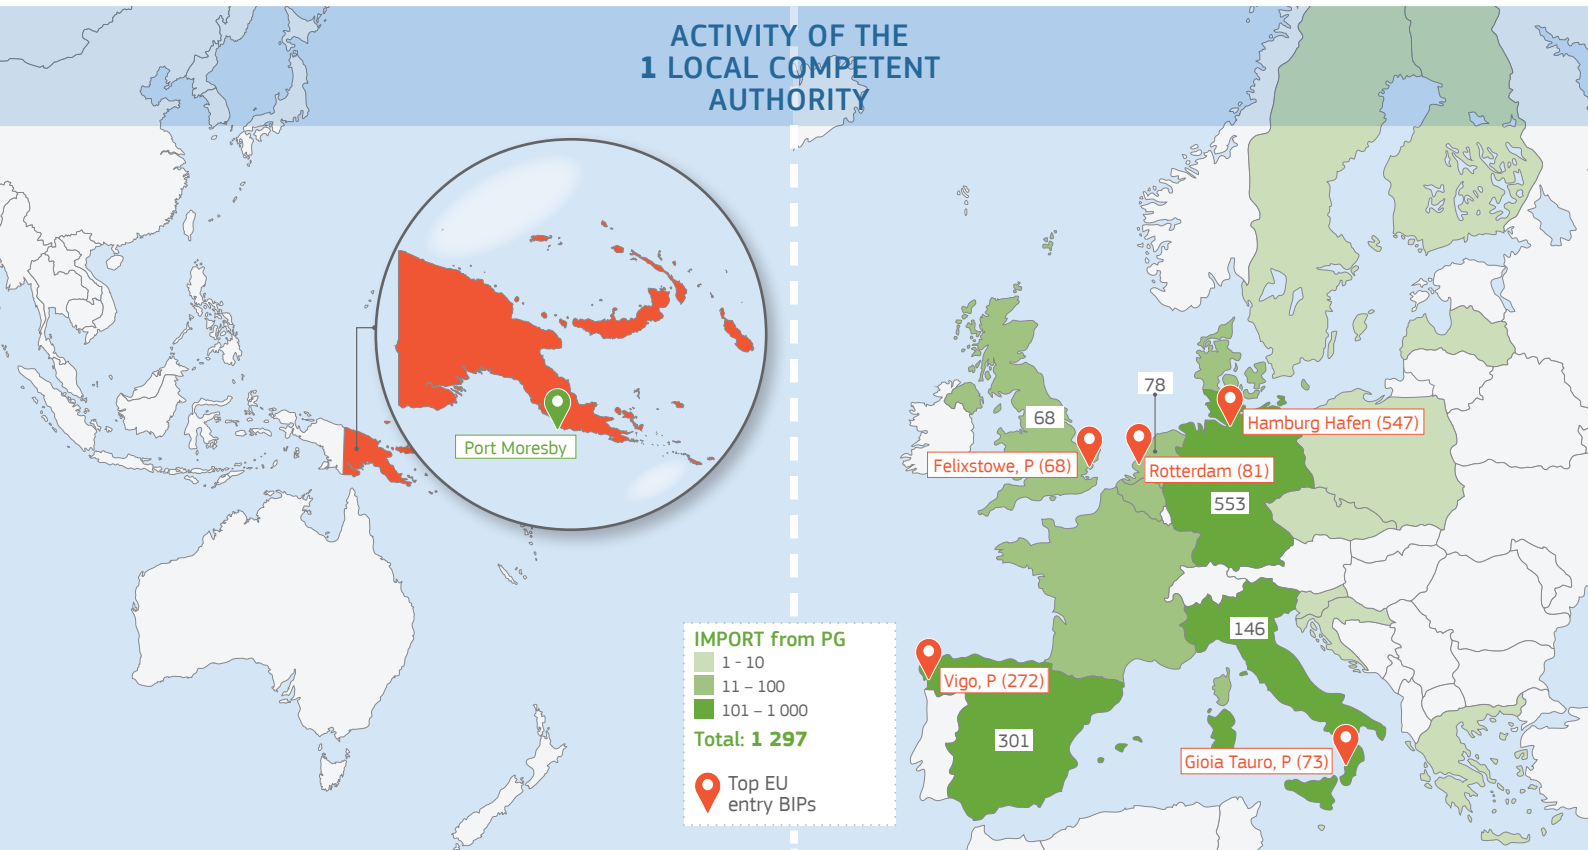 ACTIVITY OF THE
1 LOCAL COMPETENT
AUTHORITY
Port Moresby
78
68
Hamburg Hafen (547)
Felixstowe, P (68)
Rotterdam (81)
553
146
Vigo, P (272)
301
Gioia Tauro, P (73)
IMPORT from PG
1 - 10
11 – 100
101 – 1 000
Total: 1 297
Top EU
entry BIPs